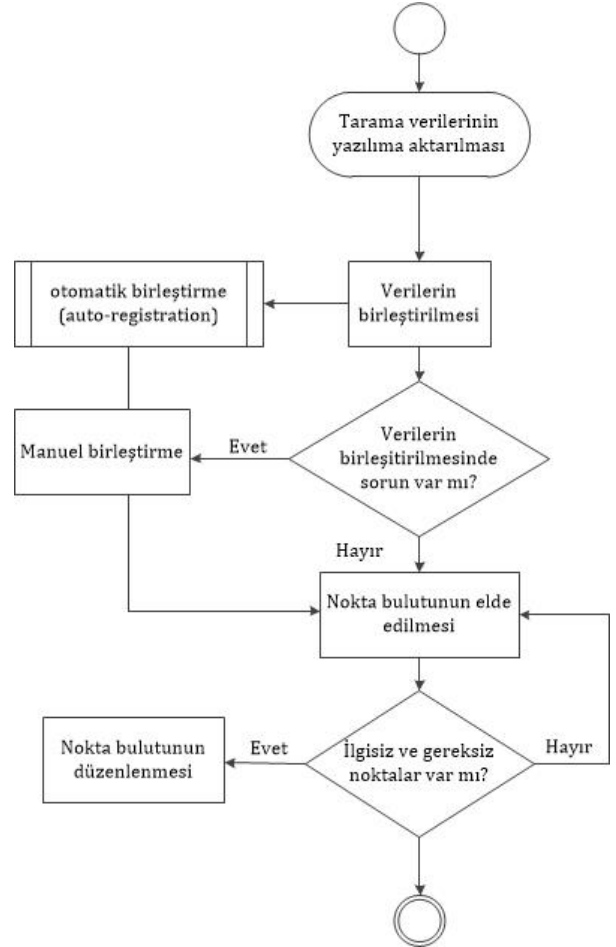 Tarama verilerinin
yazılıma aktarılması
otomatik birleştirme
(auto-registration)
Verilerin
birleştirilmesi
Manuel birleştirme
Evet
Verilerin
birleşitirilmesinde
sorun var mı?
Hayır
Nokta bulutunun elde
edilmesi
Nokta bulutunun
düzenlenmesi
Evet
İlgisiz ve gereksiz
noktalar var mı?
Hayır